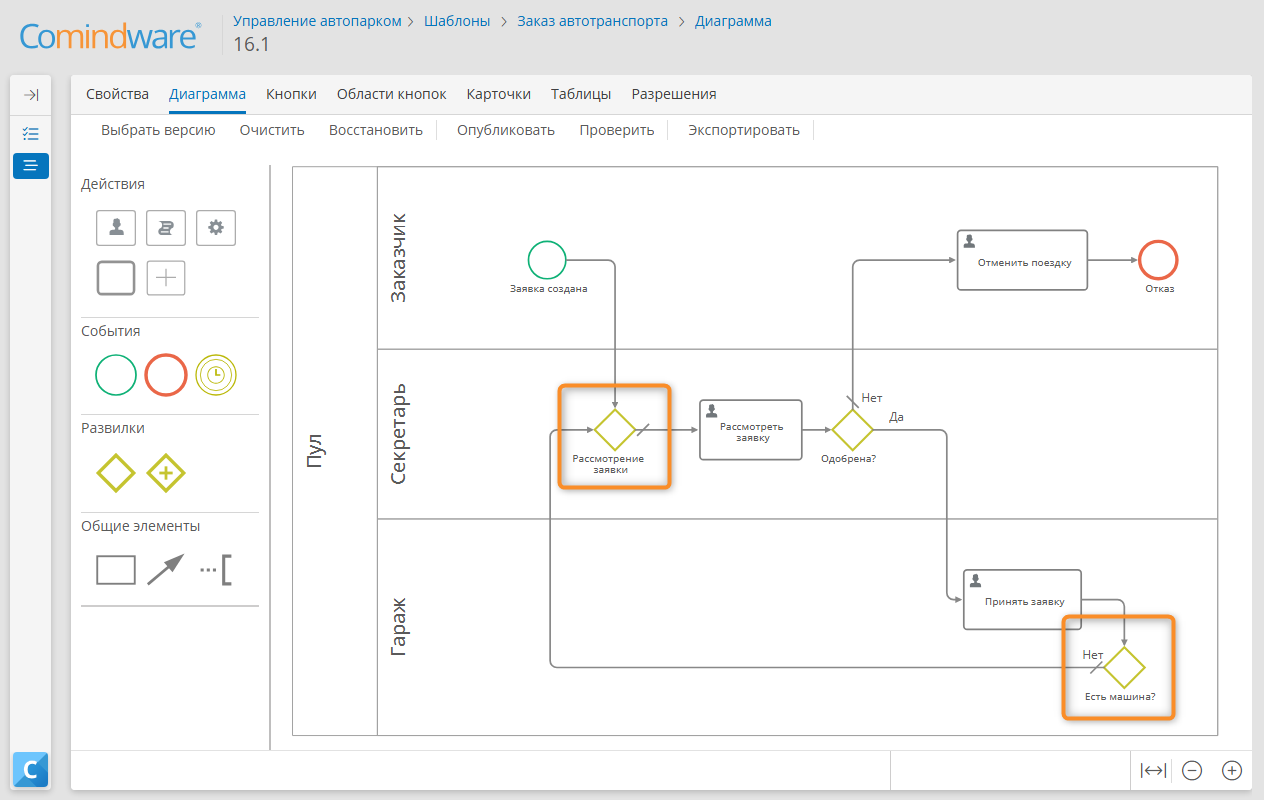 Comindware®
Управление автопарком > Шаблоны > Заказ автотранспорта > Диаграмма
16.1
Свойства Диаграмма Кнопки Области кнопок Карточки Таблицы Разрешения
Выбрать версию Очистить Восстановить Опубликовать Проверить Экспортировать
Действия
События
Развилки
Общие элементы
Пул
Заказчик
Заявка создана
Отменить поездку
Отказ
Секретарь
Рассмотрение
заявки
Рассмотреть
заявку
Нет
Да
Одобрена?
Гараж
Принять заявку
Нет
Есть машина?
C